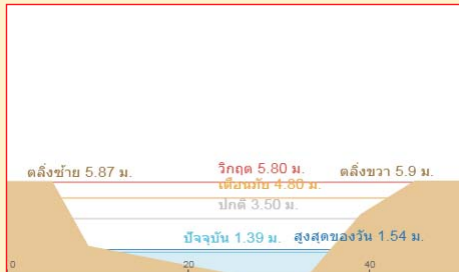 ตลิ่งซ้าย 5.87 ม. วิกฤต 5.80 ม. ตลิ่งขวา 5.9 ม.
เตือนภัย 4.80 ม.
ปกติ 3.50 ม.
ปัจจุบัน 1.39 ม. สูงสุดของวัน 1.54 ม.
0 20 40